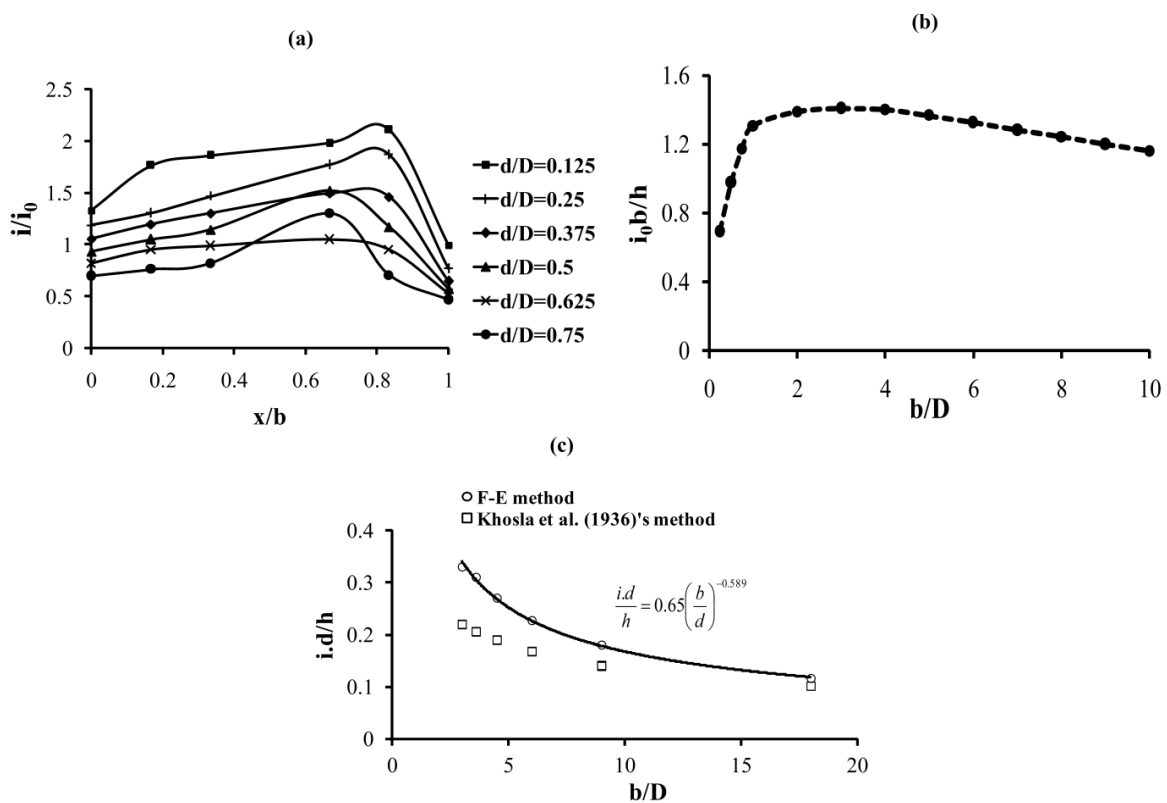 (a)
2.5
2
1.5
1
0.5
0
i/i₀
0 0.2 0.4 0.6 0.8 1
x/b
d/D=0.125
d/D=0.25
d/D=0.375
d/D=0.5
d/D=0.625
d/D=0.75
(b)
1.6
1.2
0.8
0.4
0
i₀b/h
0 2 4 6 8 10
b/D
(c)
F-E method
Khosla et al. (1936)'s method
0.4
0.3
0.2
0.1
0
i.d/h
i.d/h = 0.65(b/d)^−0.589
0 5 10 15 20
b/D